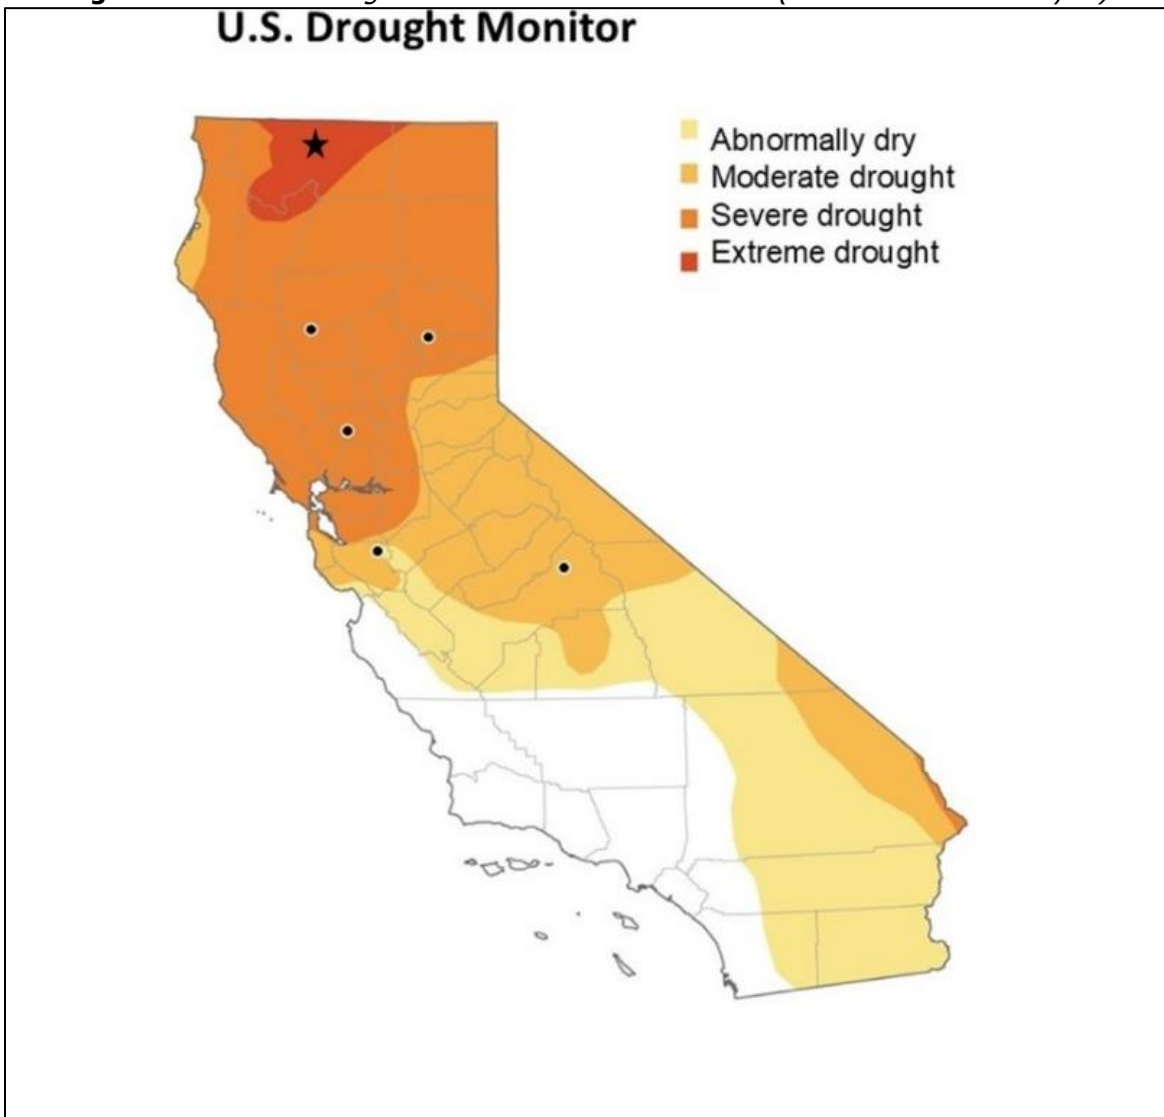 U.S. Drought Monitor
Abnormally dry
Moderate drought
Severe drought
Extreme drought